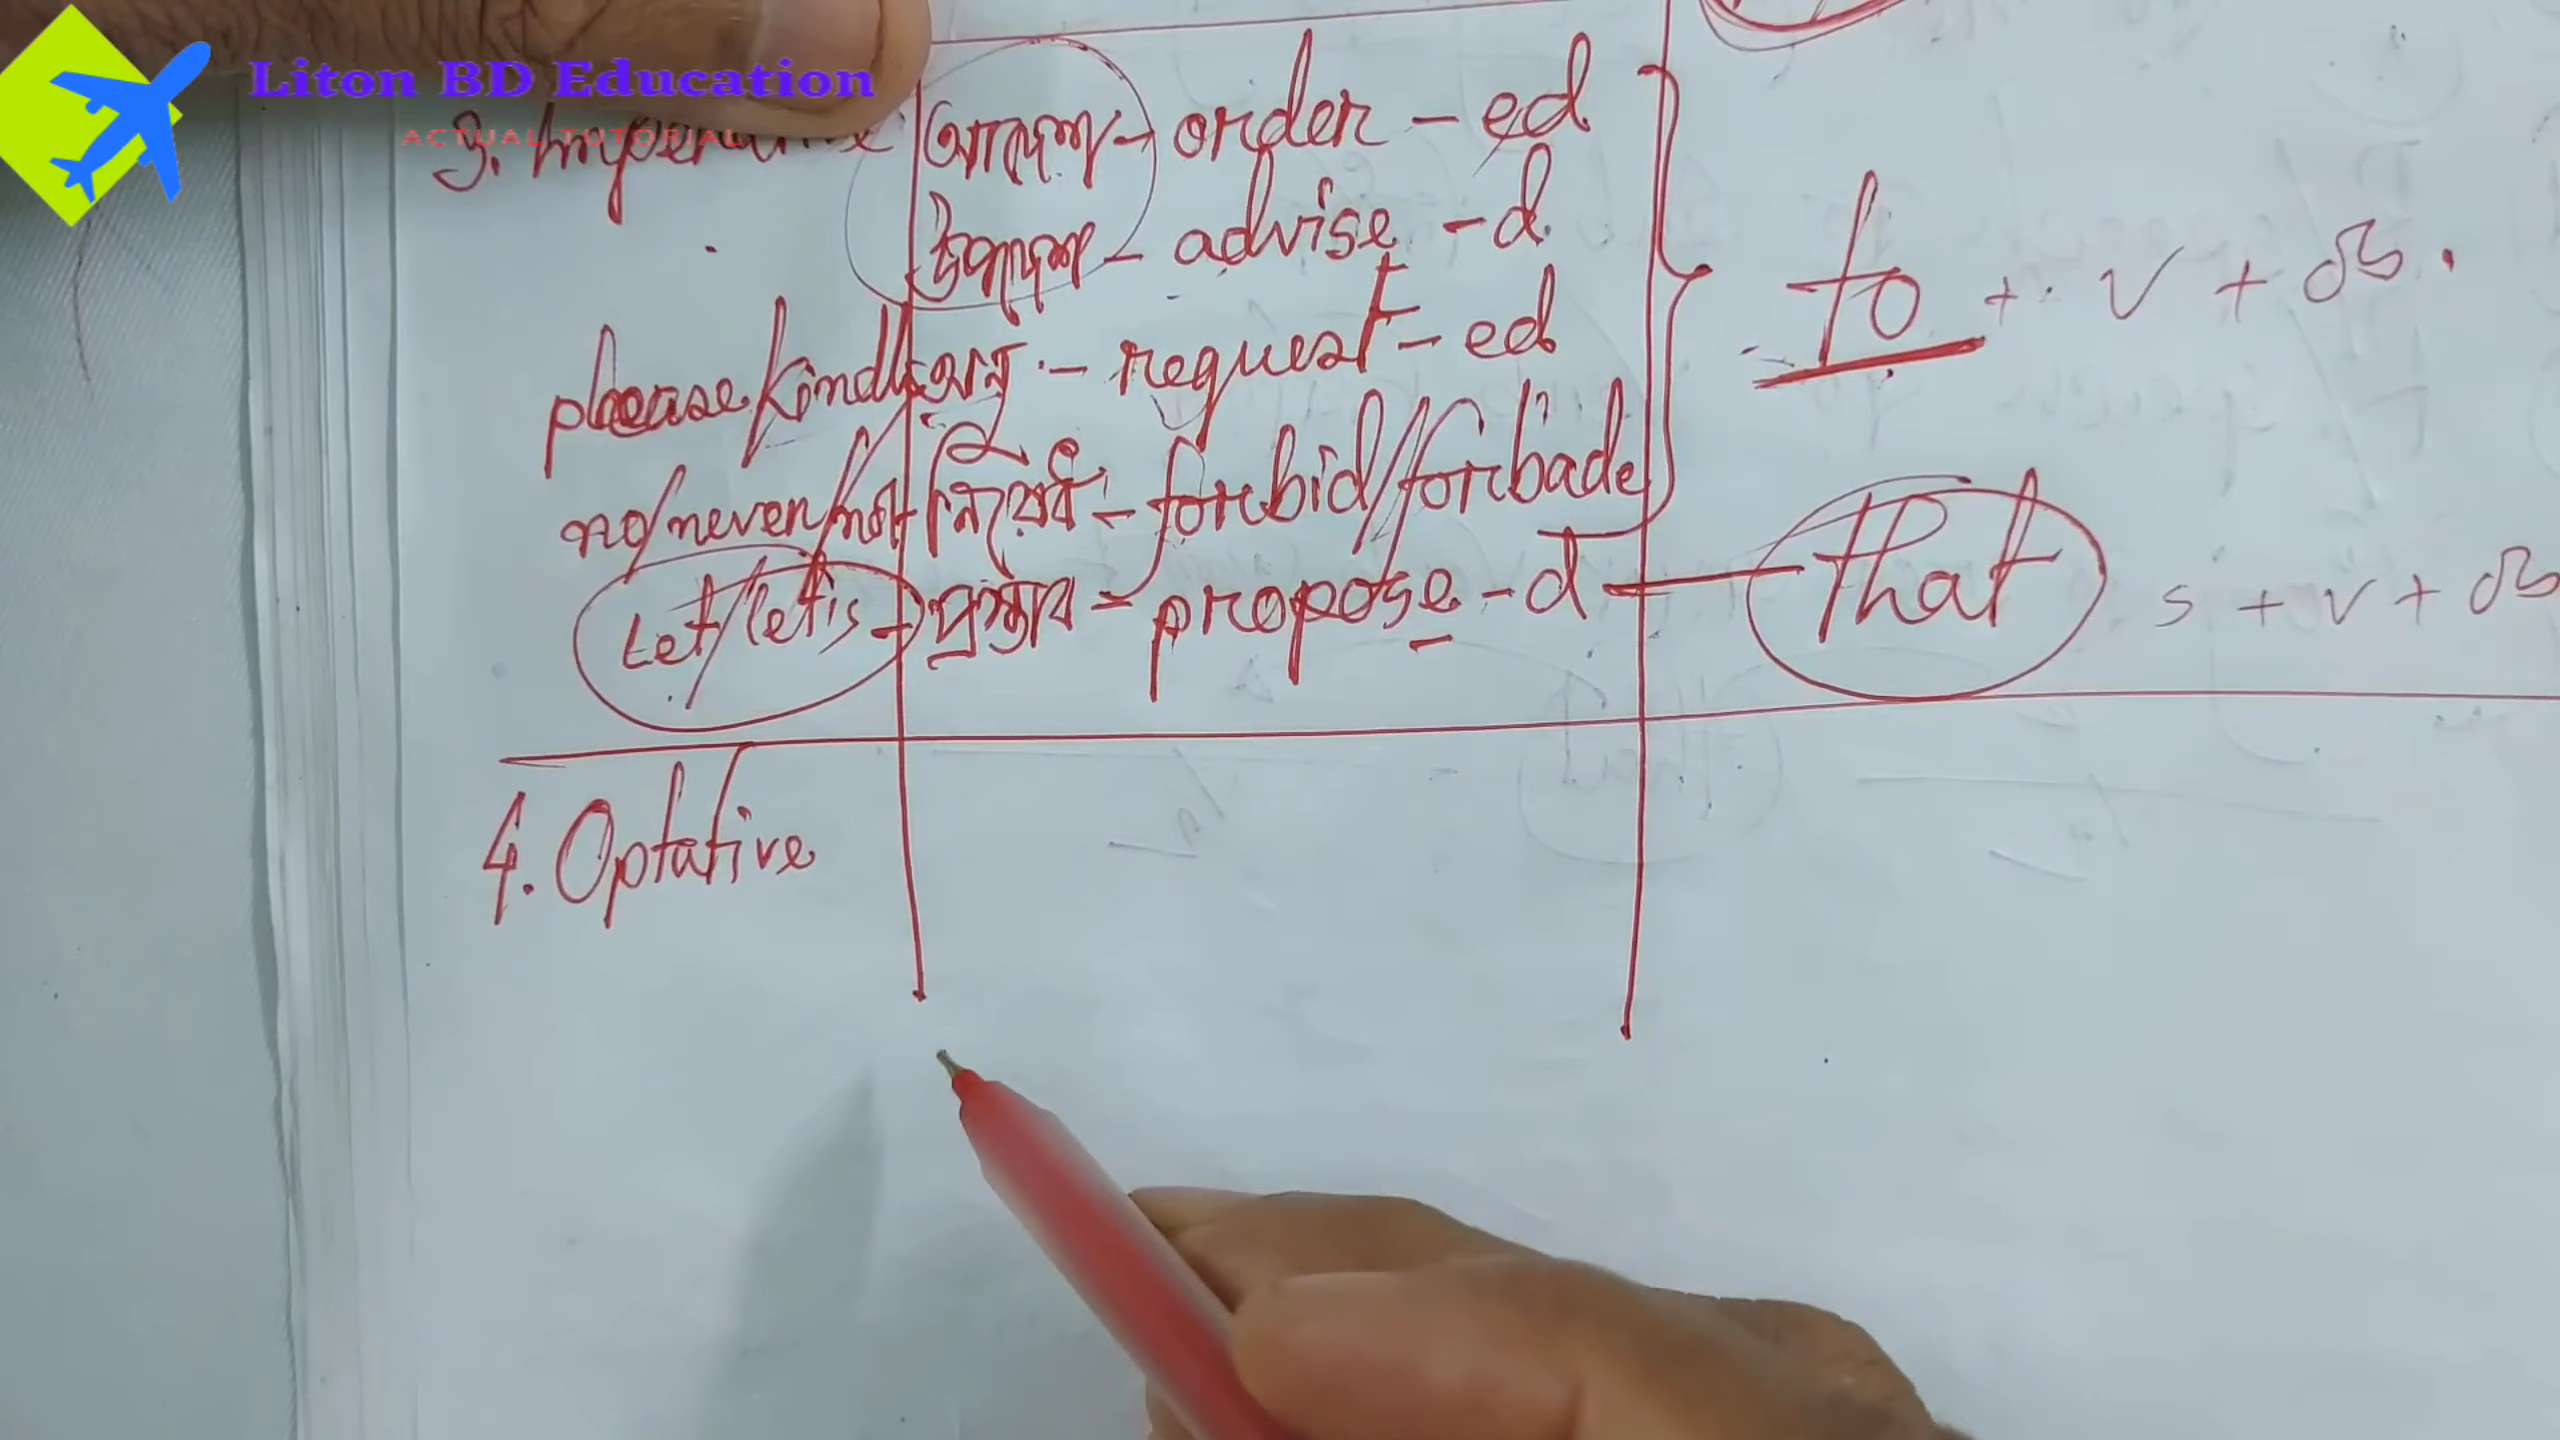 Liton BD Education
ACTUAL TUTORIAL
3. Imperative আদেশ - order - ed
উপদেশ - advise - d
to + v + ob.
please/kindly অনু - request - ed
no/never/not নিষেধ - forbid/forbade
Let/let's - প্রস্তাব - propose - d - that s + v + ob
4. Optative